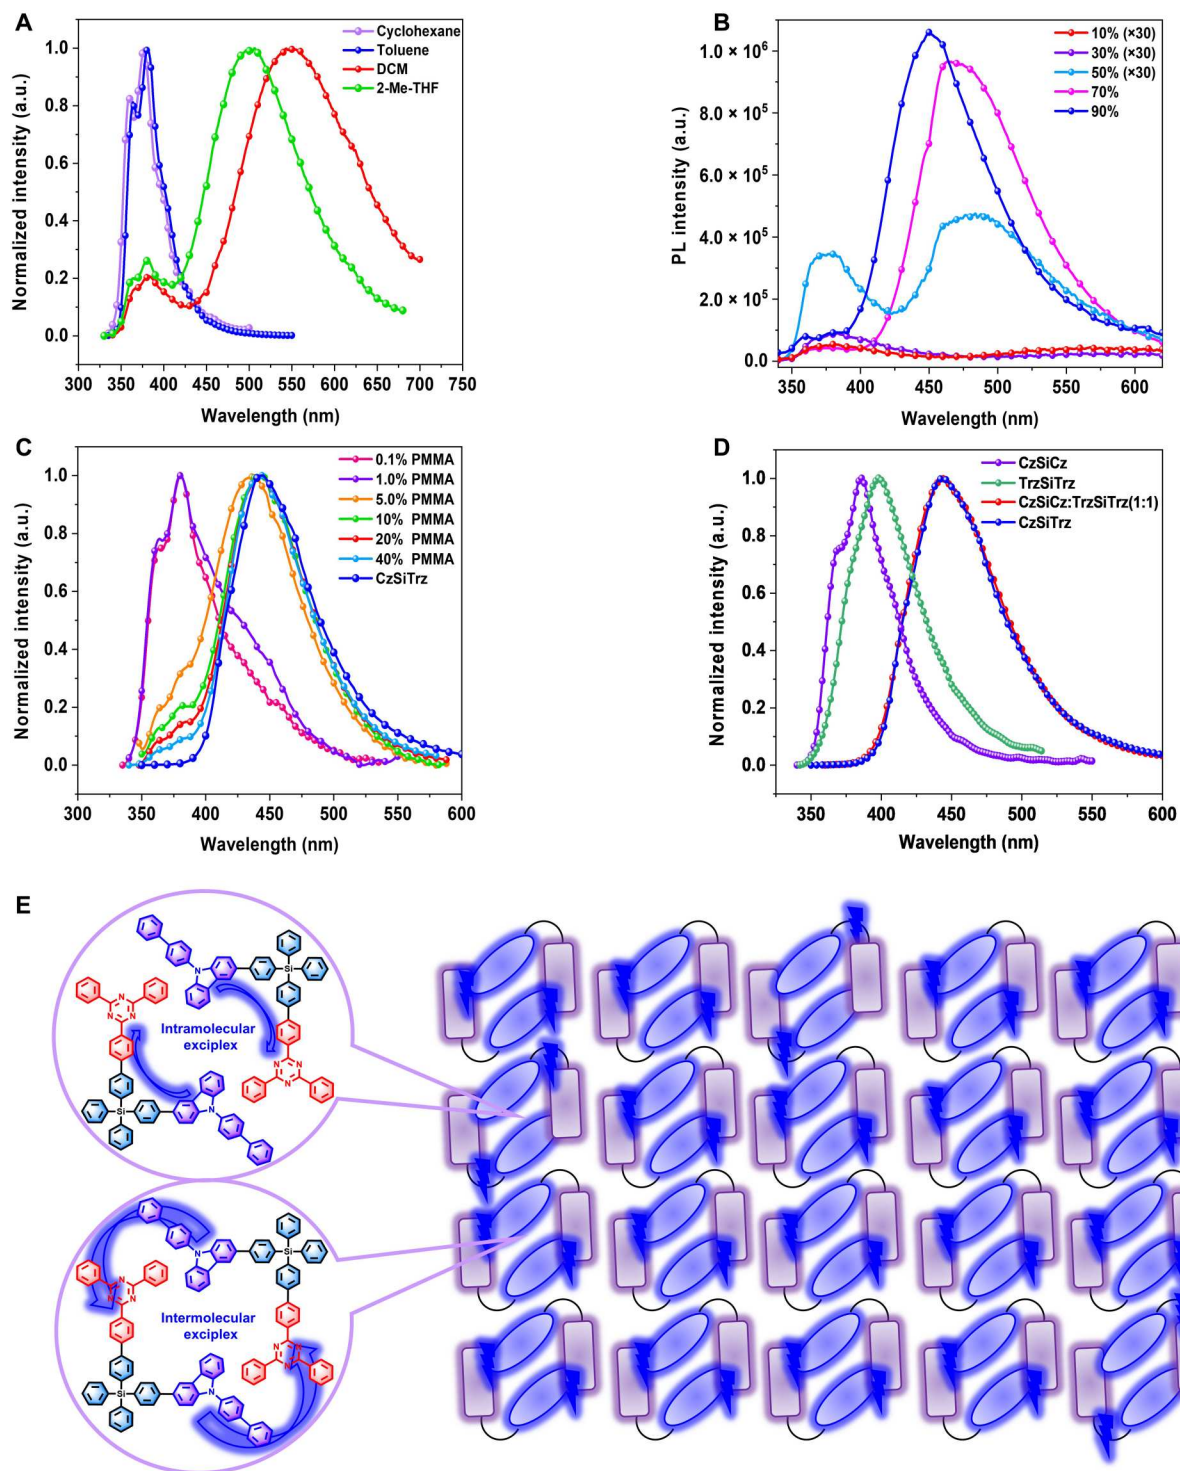 A
Cyclohexane
Toluene
DCM
2-Me-THF
1.0
0.8
0.6
0.4
0.2
0.0
Normalized intensity (a.u.)
300 350 400 450 500 550 600 650 700 750
Wavelength (nm)
B
10% (×30)
30% (×30)
50% (×30)
70%
90%
1.0 × 10⁶
8.0 × 10⁵
6.0 × 10⁵
4.0 × 10⁵
2.0 × 10⁵
0.0
PL intensity (a.u.)
350 400 450 500 550 600
Wavelength (nm)
C
0.1% PMMA
1.0% PMMA
5.0% PMMA
10% PMMA
20% PMMA
40% PMMA
CzSiTrz
1.0
0.8
0.6
0.4
0.2
0.0
Normalized intensity (a.u.)
300 350 400 450 500 550 600
Wavelength (nm)
D
CzSiCz
TrzSiTrz
CzSiCz:TrzSiTrz(1:1)
CzSiTrz
1.0
0.8
0.6
0.4
0.2
0.0
Normalized intensity (a.u.)
350 400 450 500 550 600
Wavelength (nm)
E
N
Si
N
N N
Intramolecular
exciplex
N
N N
Si
N
N
Si
N
N N
Intermolecular
exciplex
N
N N
Si
N